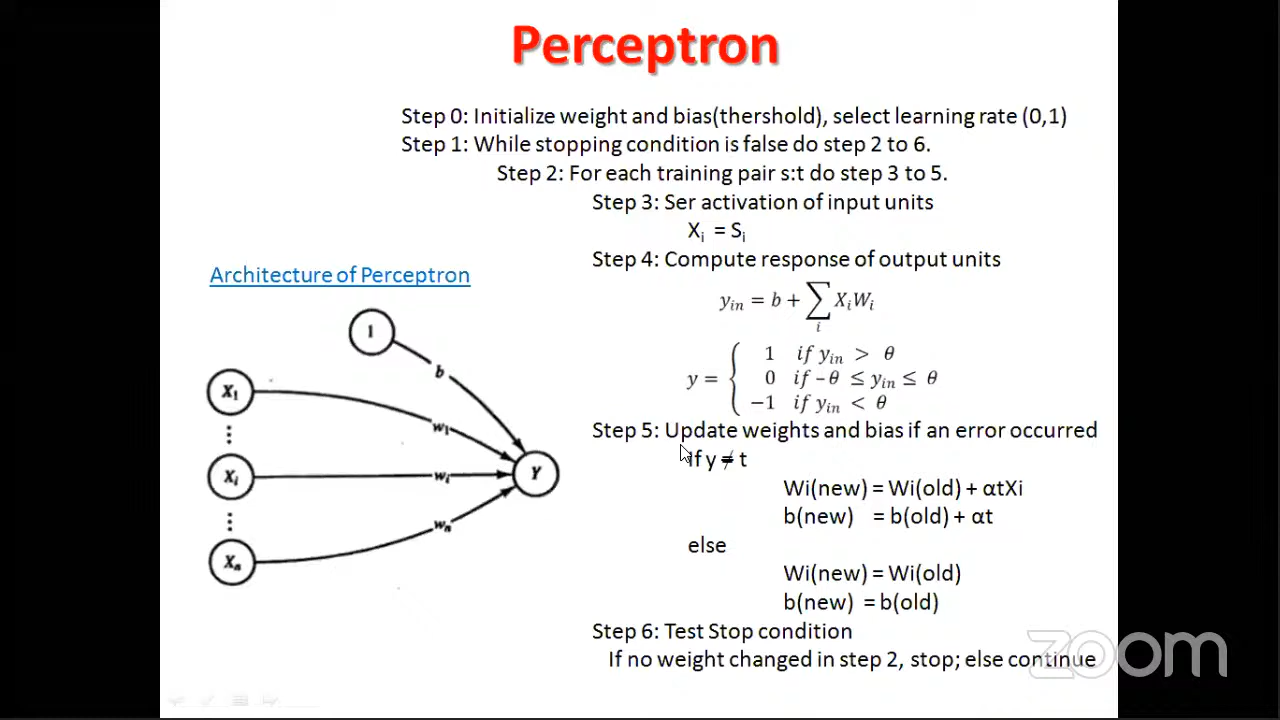 Perceptron
Step 0: Initialize weight and bias(thershold), select learning rate (0,1)
Step 1: While stopping condition is false do step 2 to 6.
Step 2: For each training pair s:t do step 3 to 5.
Step 3: Ser activation of input units
Xᵢ = Sᵢ
Step 4: Compute response of output units
yᵢₙ = b + ∑ᵢ XᵢWᵢ
y = {
1 if yᵢₙ > θ
0 if –θ ≤ yᵢₙ ≤ θ
−1 if yᵢₙ < θ
Step 5: Update weights and bias if an error occurred
If y ≠ t
Wi(new) = Wi(old) + αtXi
b(new) = b(old) + αt
else
Wi(new) = Wi(old)
b(new) = b(old)
Step 6: Test Stop condition
If no weight changed in step 2, stop; else continue
Architecture of Perceptron
1
b
X₁
w₁
Xᵢ
wᵢ
Y
Xₙ
wₙ
zoom